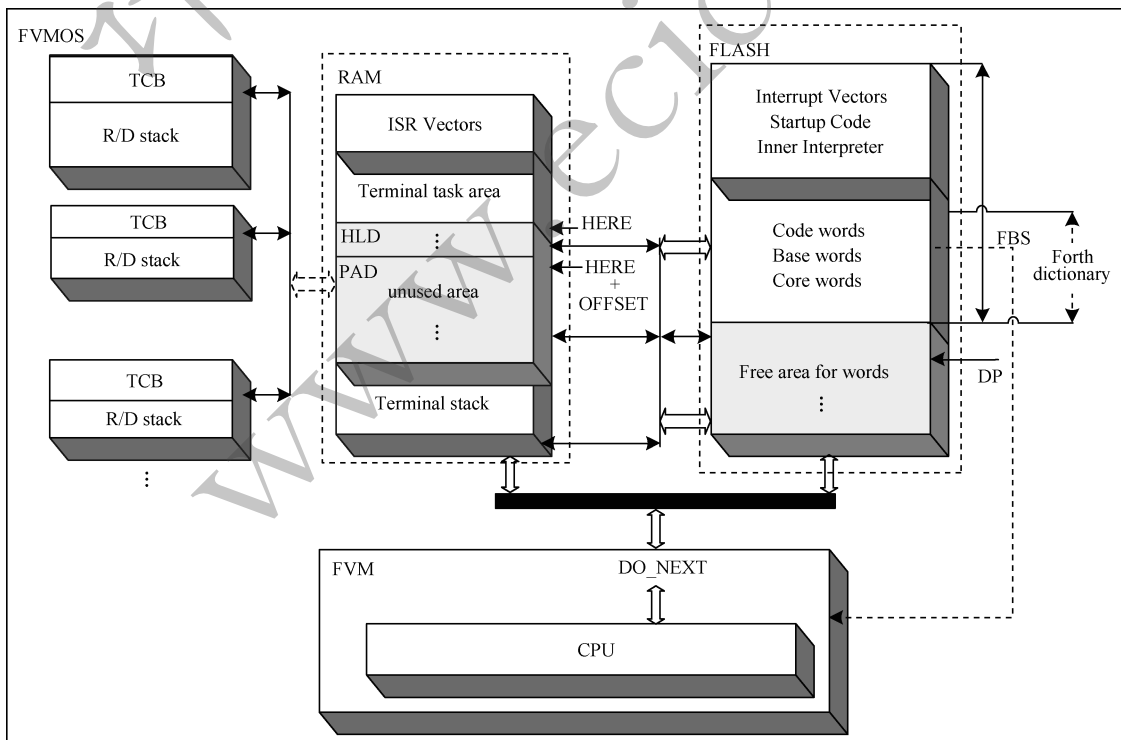 FVMOS
TCB
R/D stack
TCB
R/D stack
TCB
R/D stack
⋮
RAM
ISR Vectors
Terminal task area
HLD
⋮
PAD
unused area
⋮
Terminal stack
HERE
HERE
+
OFFSET
FLASH
Interrupt Vectors
Startup Code
Inner Interpreter
Code words
Base words
Core words
Free area for words
⋮
FBS
Forth
dictionary
DP
FVM
DO_NEXT
CPU